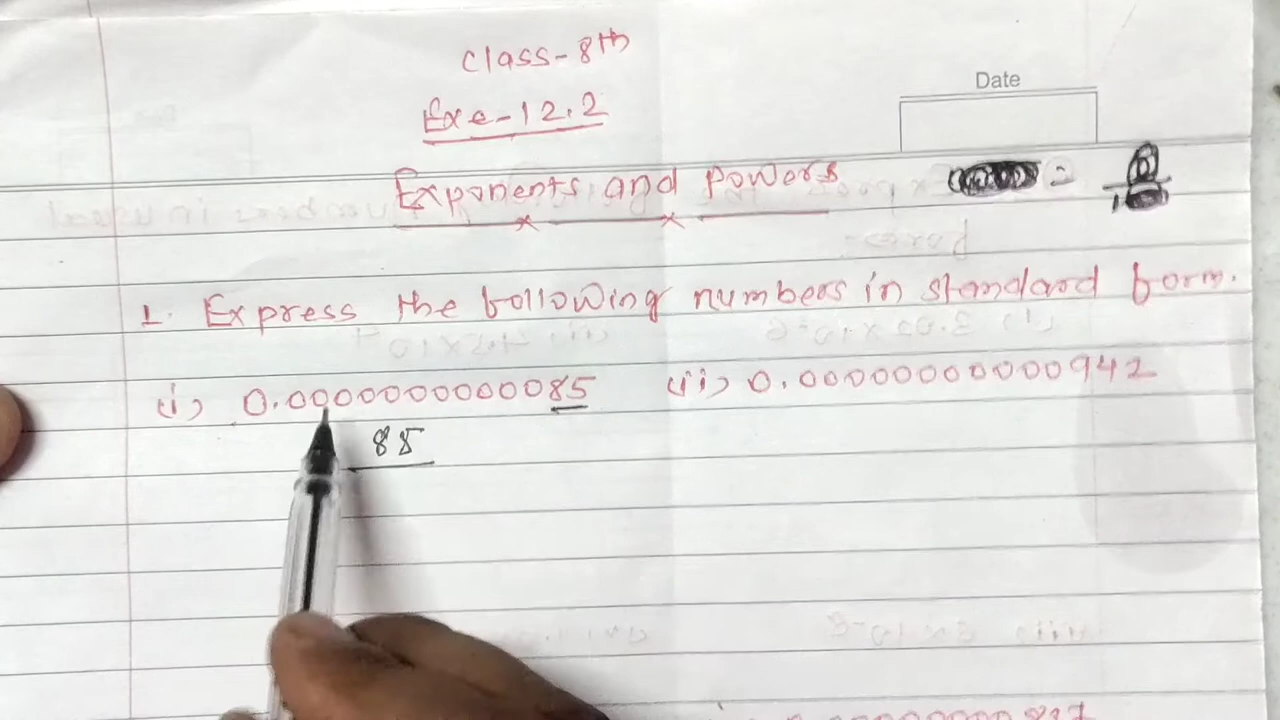 Class-8th
Exe-12.2
Date
Exponents and Powers
1. Express the following numbers in standard form.
(i) 0.0000000000085 (ii) 0.00000000000942
85